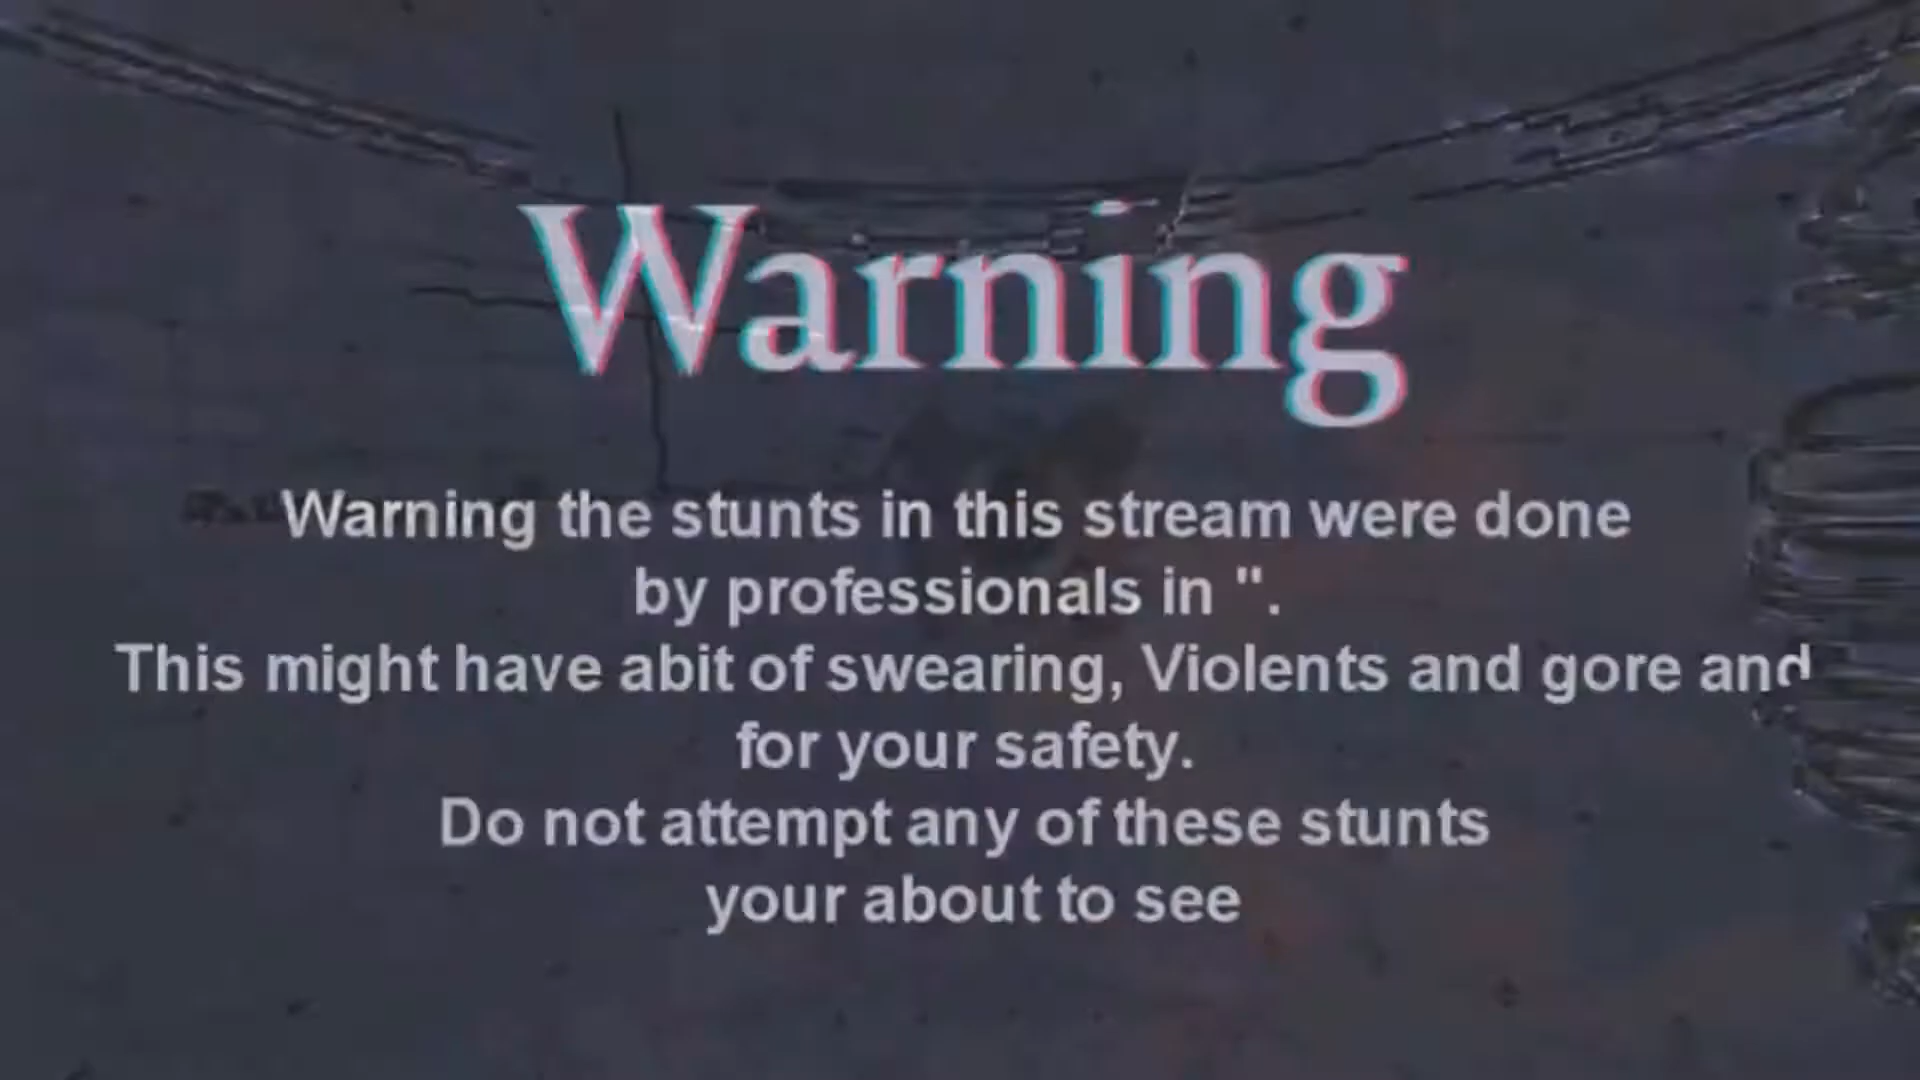 Warning
Warning the stunts in this stream were done
by professionals in ".
This might have abit of swearing, Violents and gore and
for your safety.
Do not attempt any of these stunts
your about to see